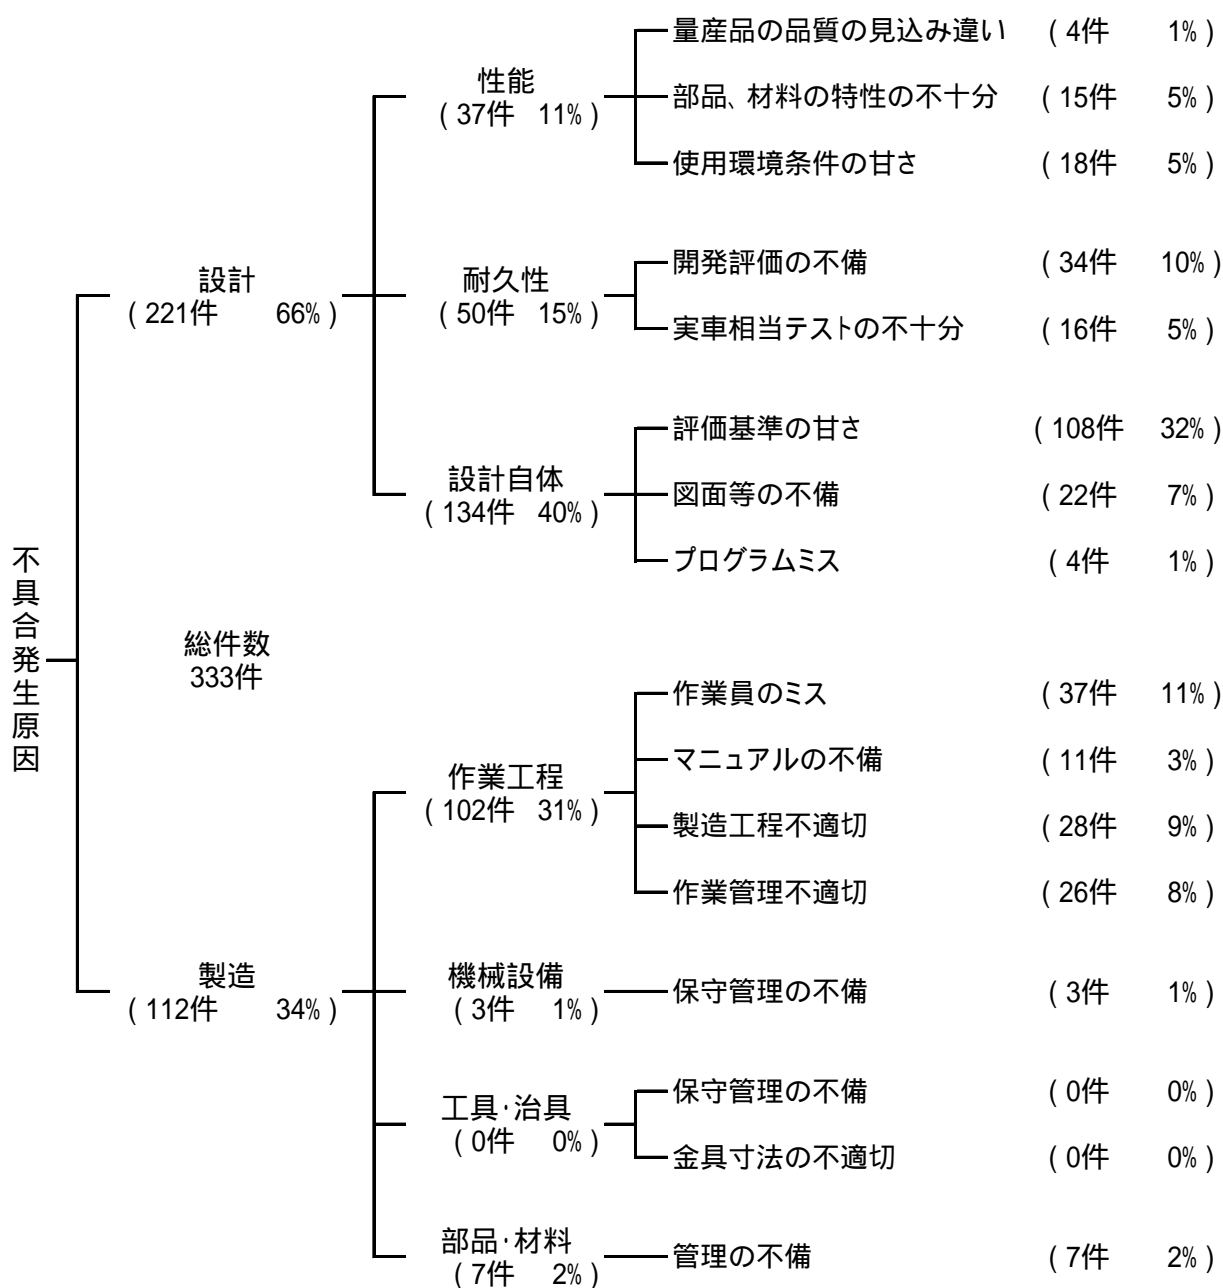 不具合発生原因
総件数
333件
設計
(221件 66%)
性能
(37件 11%)
量産品の品質の見込み違い (4件 1%)
部品、材料の特性の不十分 (15件 5%)
使用環境条件の甘さ (18件 5%)
耐久性
(50件 15%)
開発評価の不備 (34件 10%)
実車相当テストの不十分 (16件 5%)
設計自体
(134件 40%)
評価基準の甘さ (108件 32%)
図面等の不備 (22件 7%)
プログラムミス (4件 1%)
製造
(112件 34%)
作業工程
(102件 31%)
作業員のミス (37件 11%)
マニュアルの不備 (11件 3%)
製造工程不適切 (28件 9%)
作業管理不適切 (26件 8%)
機械設備
(3件 1%)
保守管理の不備 (3件 1%)
工具・治具
(0件 0%)
保守管理の不備 (0件 0%)
金具寸法の不適切 (0件 0%)
部品・材料
(7件 2%)
管理の不備 (7件 2%)